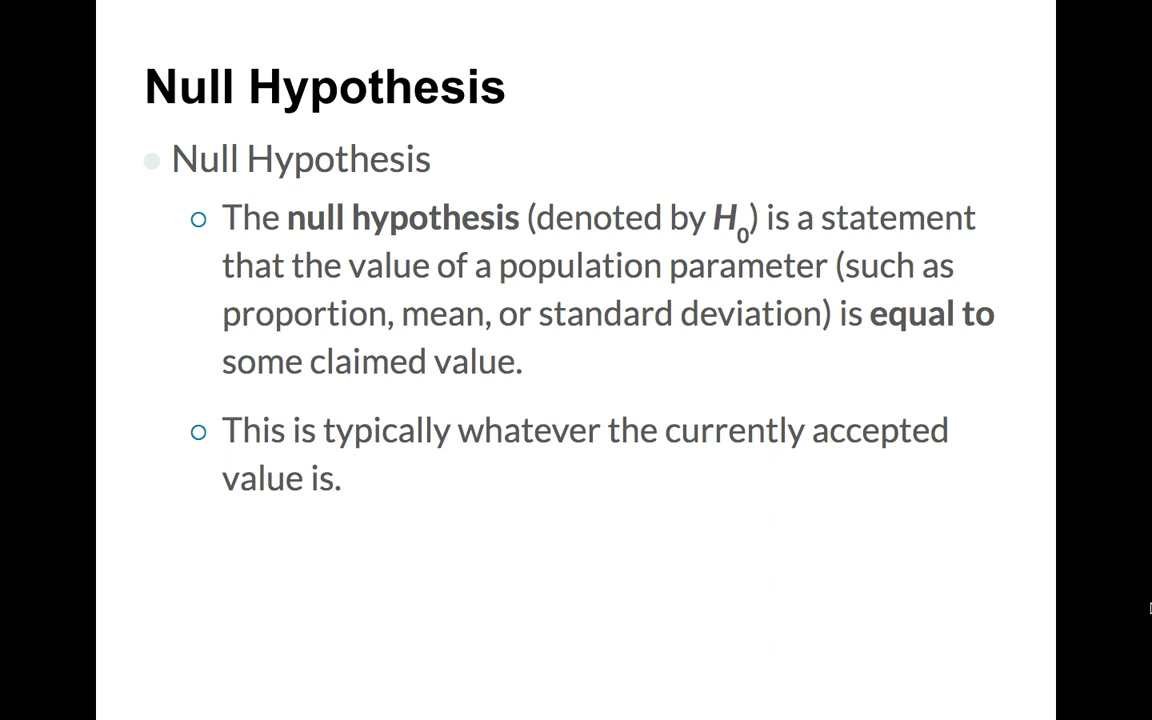 Null Hypothesis
Null Hypothesis
The null hypothesis (denoted by H0) is a statement
that the value of a population parameter (such as
proportion, mean, or standard deviation) is equal to
some claimed value.
This is typically whatever the currently accepted
value is.